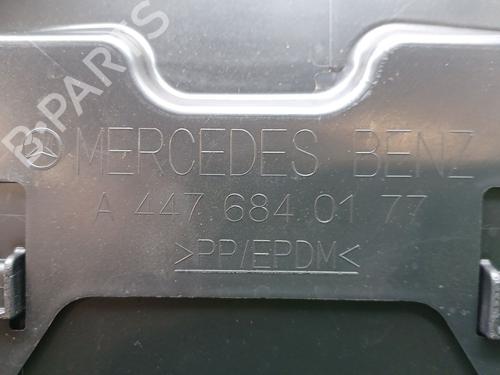 B-PARTS
MERCEDES BENZ
A 447 684 01 77
>PP/EPDM<